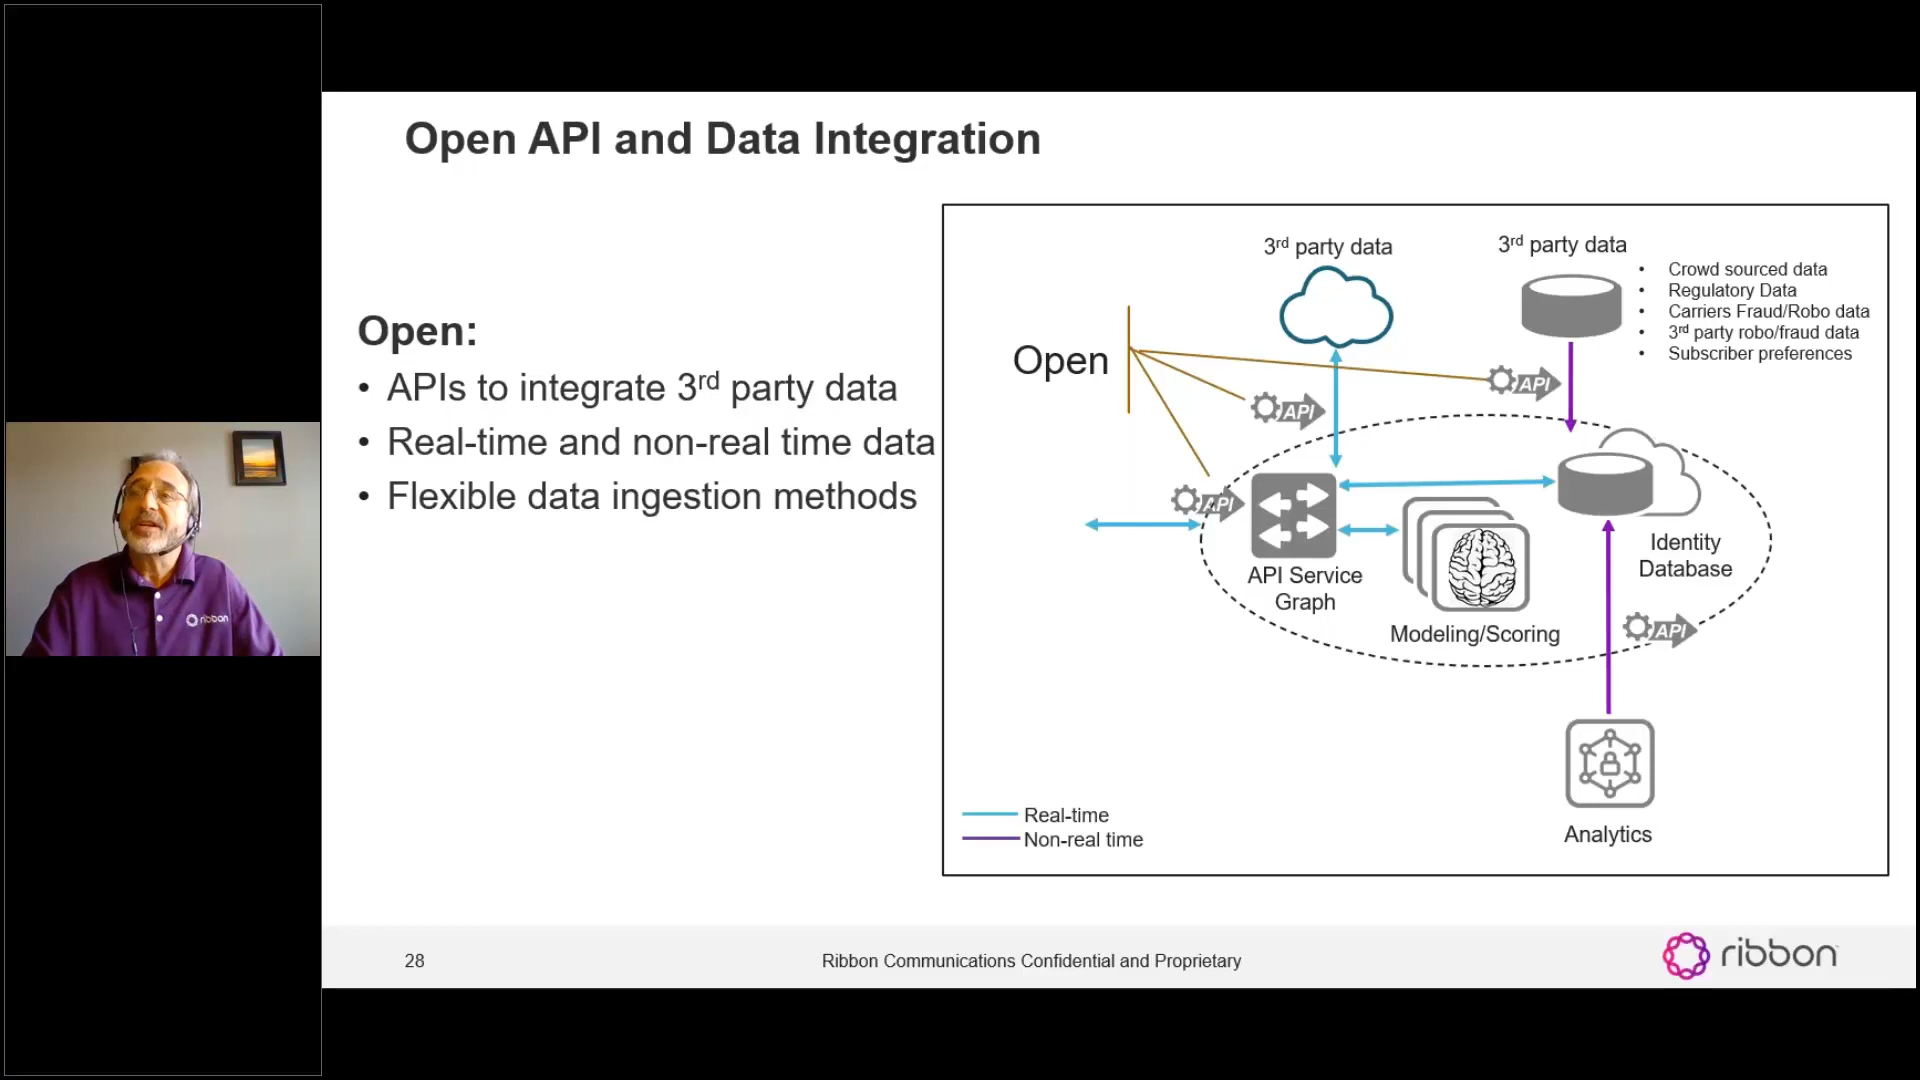 Open API and Data Integration
Open:
• APIs to integrate 3rd party data
• Real-time and non-real time data
• Flexible data ingestion methods
3rd party data
3rd party data
• Crowd sourced data
• Regulatory Data
• Carriers Fraud/Robo data
• 3rd party robo/fraud data
• Subscriber preferences
Open
API
API
API
API Service
Graph
Modeling/Scoring
Identity
Database
API
Analytics
Real-time
Non-real time
ribbon
28
Ribbon Communications Confidential and Proprietary
ribbon